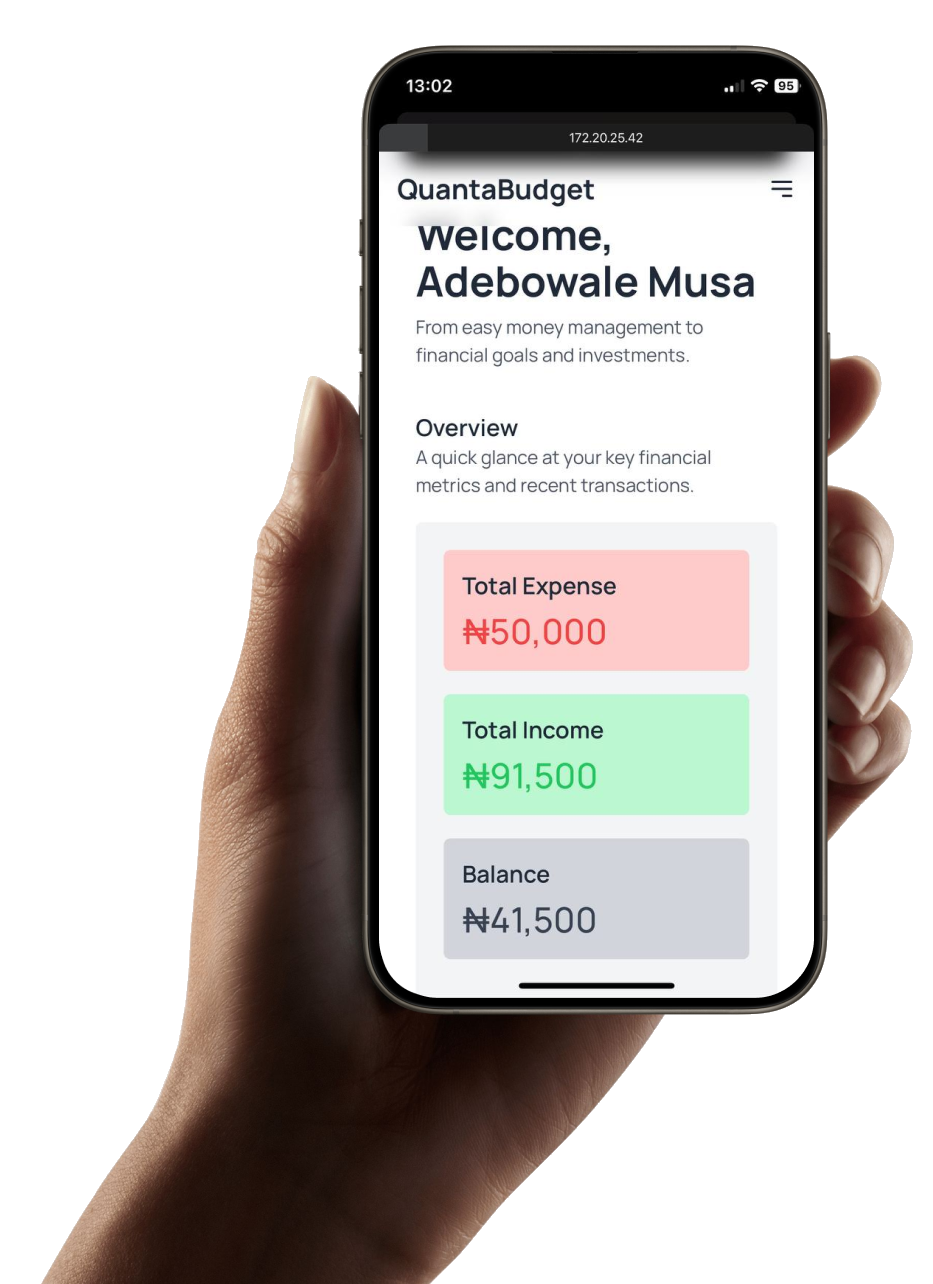 13:02
95
172.20.25.42
QuantaBudget
Welcome,
Adebowale Musa
From easy money management to
financial goals and investments.
Overview
A quick glance at your key financial
metrics and recent transactions.
Total Expense
₦50,000
Total Income
₦91,500
Balance
₦41,500